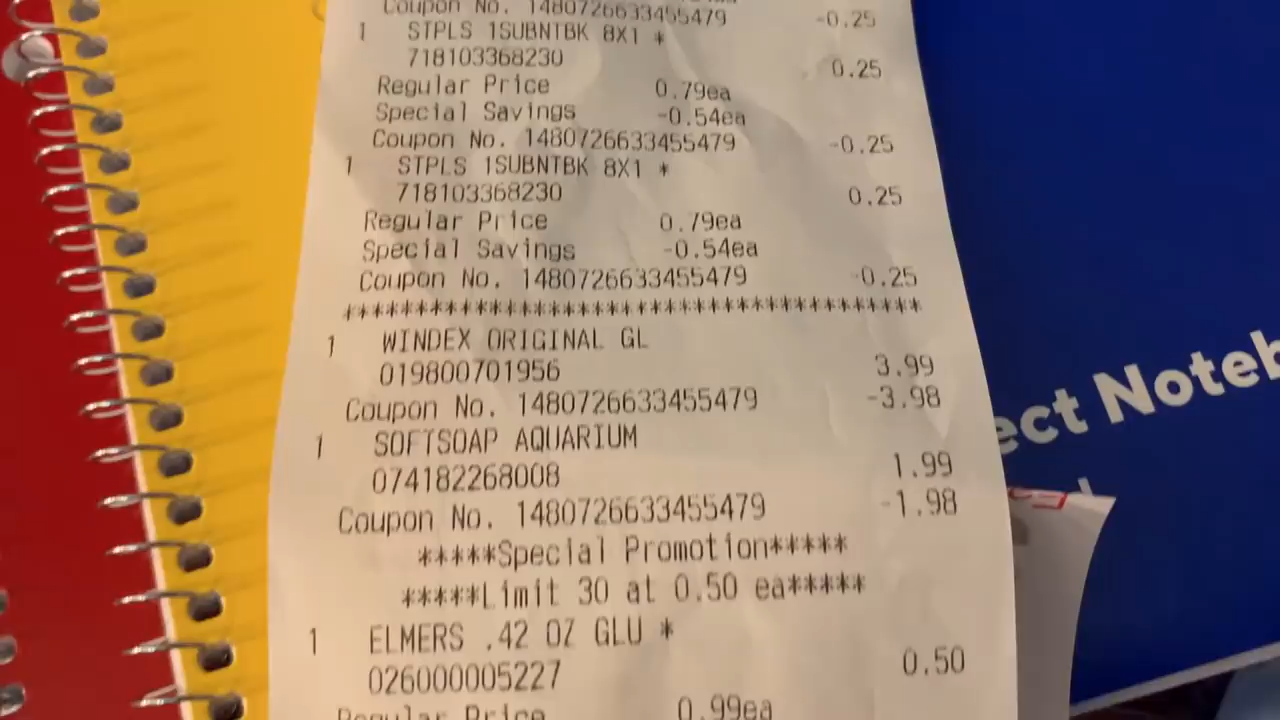 Coupon No. 1480726633455479 -0.25
1 STPLS 1SUBNTBK 8X1 *
718103368230 0.25
Regular Price 0.79ea
Special Savings -0.54ea
Coupon No. 1480726633455479 -0.25
1 STPLS 1SUBNTBK 8X1 *
718103368230 0.25
Regular Price 0.79ea
Special Savings -0.54ea
Coupon No. 1480726633455479 -0.25
****************************************
1 WINDEX ORIGINAL GL
019800701956 3.99
Coupon No. 1480726633455479 -3.98
1 SOFTSOAP AQUARIUM
074182268008 1.99
Coupon No. 1480726633455479 -1.98
*****Special Promotion*****
*****Limit 30 at 0.50 ea*****
1 ELMERS .42 OZ GLU *
026000005227 0.50
Regular Price 0.99ea
ect Noteb